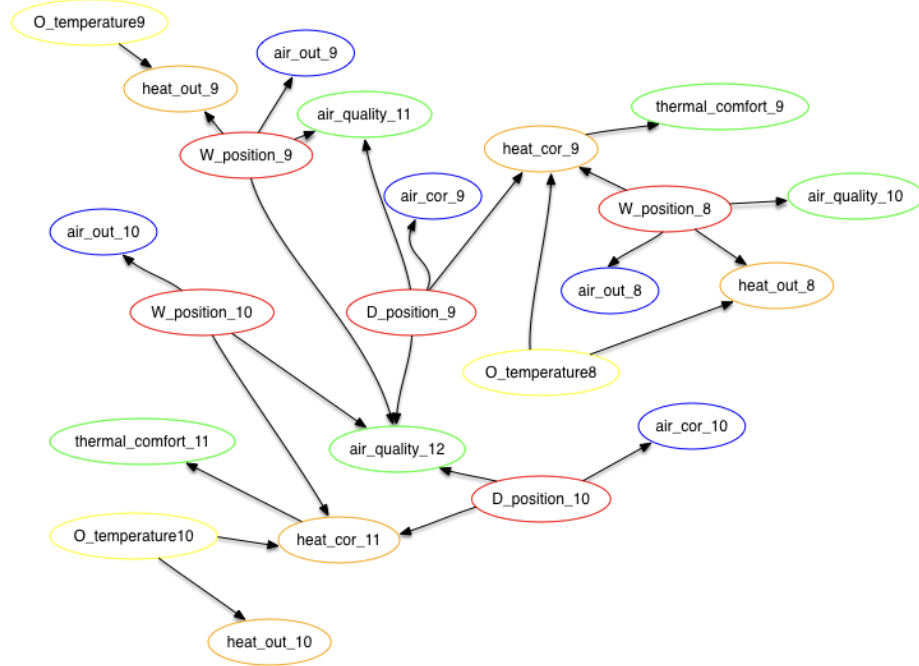 O_temperature9
air_out_9
heat_out_9
air_quality_11
thermal_comfort_9
W_position_9
heat_cor_9
air_cor_9
W_position_8
air_quality_10
air_out_10
air_out_8
heat_out_8
W_position_10
D_position_9
O_temperature8
air_cor_10
thermal_comfort_11
air_quality_12
D_position_10
O_temperature10
heat_cor_11
heat_out_10